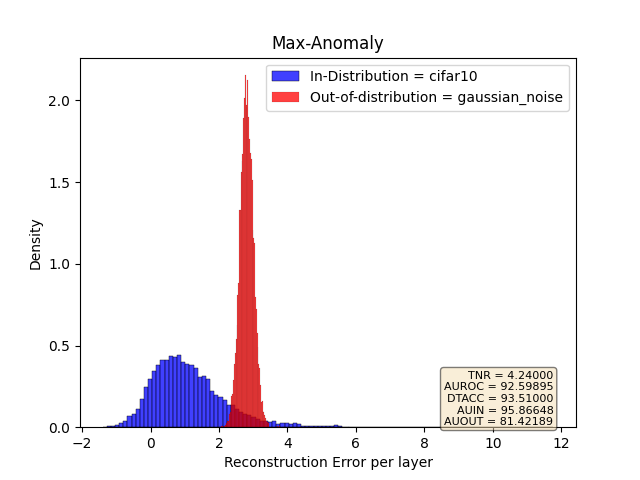 Max-Anomaly
In-Distribution = cifar10
Out-of-distribution = gaussian_noise
Density
2.0
1.5
1.0
0.5
0.0
TNR = 4.24000
AUROC = 92.59895
DTACC = 93.51000
AUIN = 95.86648
AUOUT = 81.42189
−2 0 2 4 6 8 10 12
Reconstruction Error per layer